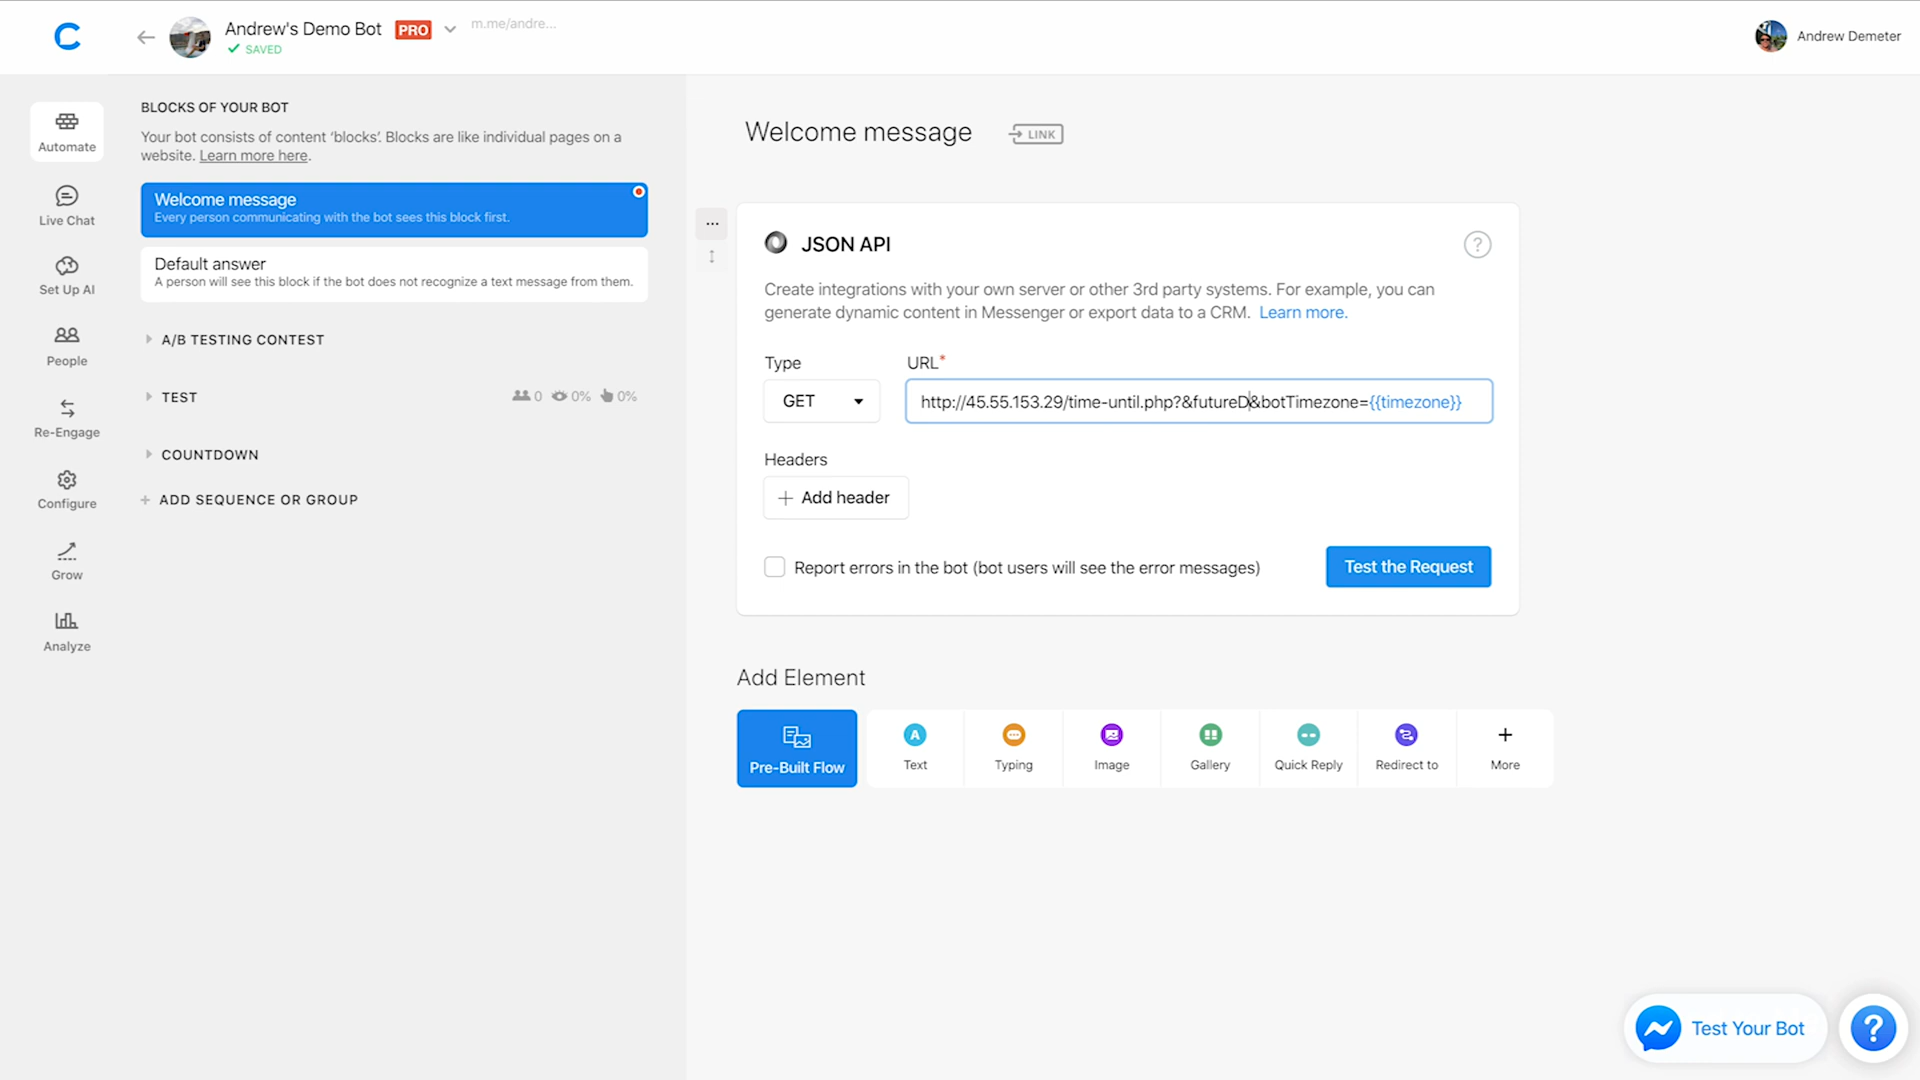 Andrew's Demo Bot PRO m.me/andre...
SAVED
Andrew Demeter
Automate
Live Chat
Set Up AI
People
Re-Engage
Configure
Grow
Analyze
BLOCKS OF YOUR BOT
Your bot consists of content ‘blocks’. Blocks are like individual pages on a
website. Learn more here.
Welcome message
Every person communicating with the bot sees this block first.
Default answer
A person will see this block if the bot does not recognize a text message from them.
A/B TESTING CONTEST
TEST 0 0% 0%
COUNTDOWN
+ ADD SEQUENCE OR GROUP
Welcome message LINK
JSON API ?
Create integrations with your own server or other 3rd party systems. For example, you can
generate dynamic content in Messenger or export data to a CRM. Learn more.
Type URL*
GET http://45.55.153.29/time-until.php?&futureD&botTimezone={{timezone}}
Headers
+ Add header
Report errors in the bot (bot users will see the error messages) Test the Request
Add Element
Pre-Built Flow
A Text
Typing
Image
Gallery
Quick Reply
Redirect to
+ More
Test Your Bot ?